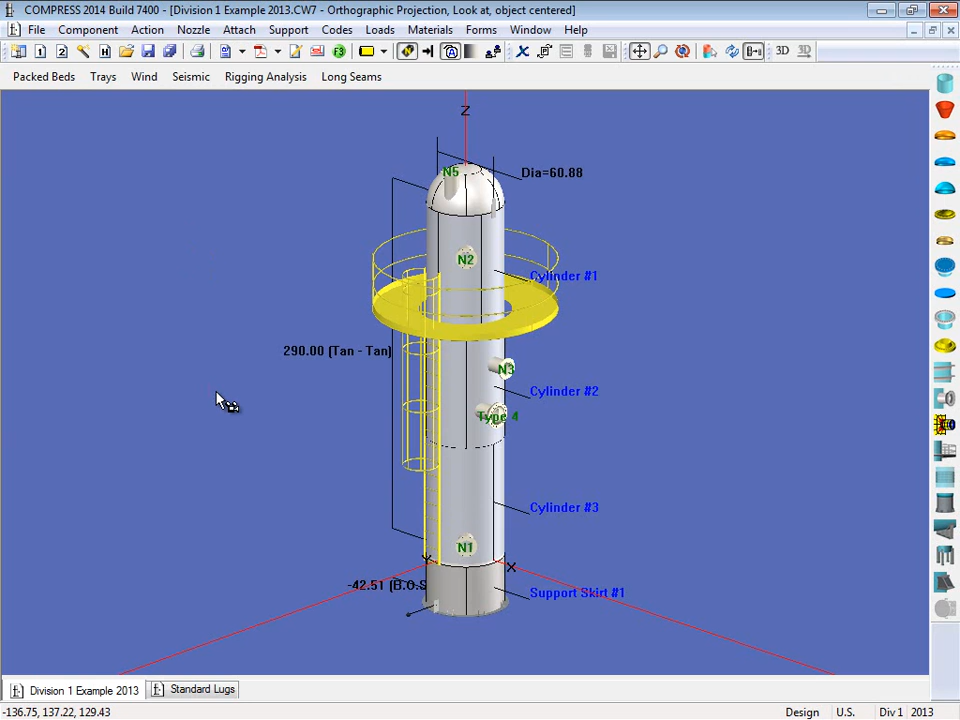 COMPRESS 2014 Build 7400 - [Division 1 Example 2013.CW7 - Orthographic Projection, Look at, object centered]
File Component Action Nozzle Attach Support Codes Loads Materials Forms Window Help
1 2 H F3 A 3D 3D
Packed Beds Trays Wind Seismic Rigging Analysis Long Seams
Z
N5
Dia=60.88
N2
Cylinder #1
290.00 (Tan - Tan)
N3
Cylinder #2
Type 4
Cylinder #3
N1
Y
X
-42.51 (B.O.S
Support Skirt #1
Division 1 Example 2013 Standard Lugs
-136.75, 137.22, 129.43 Design U.S. Div 1 2013